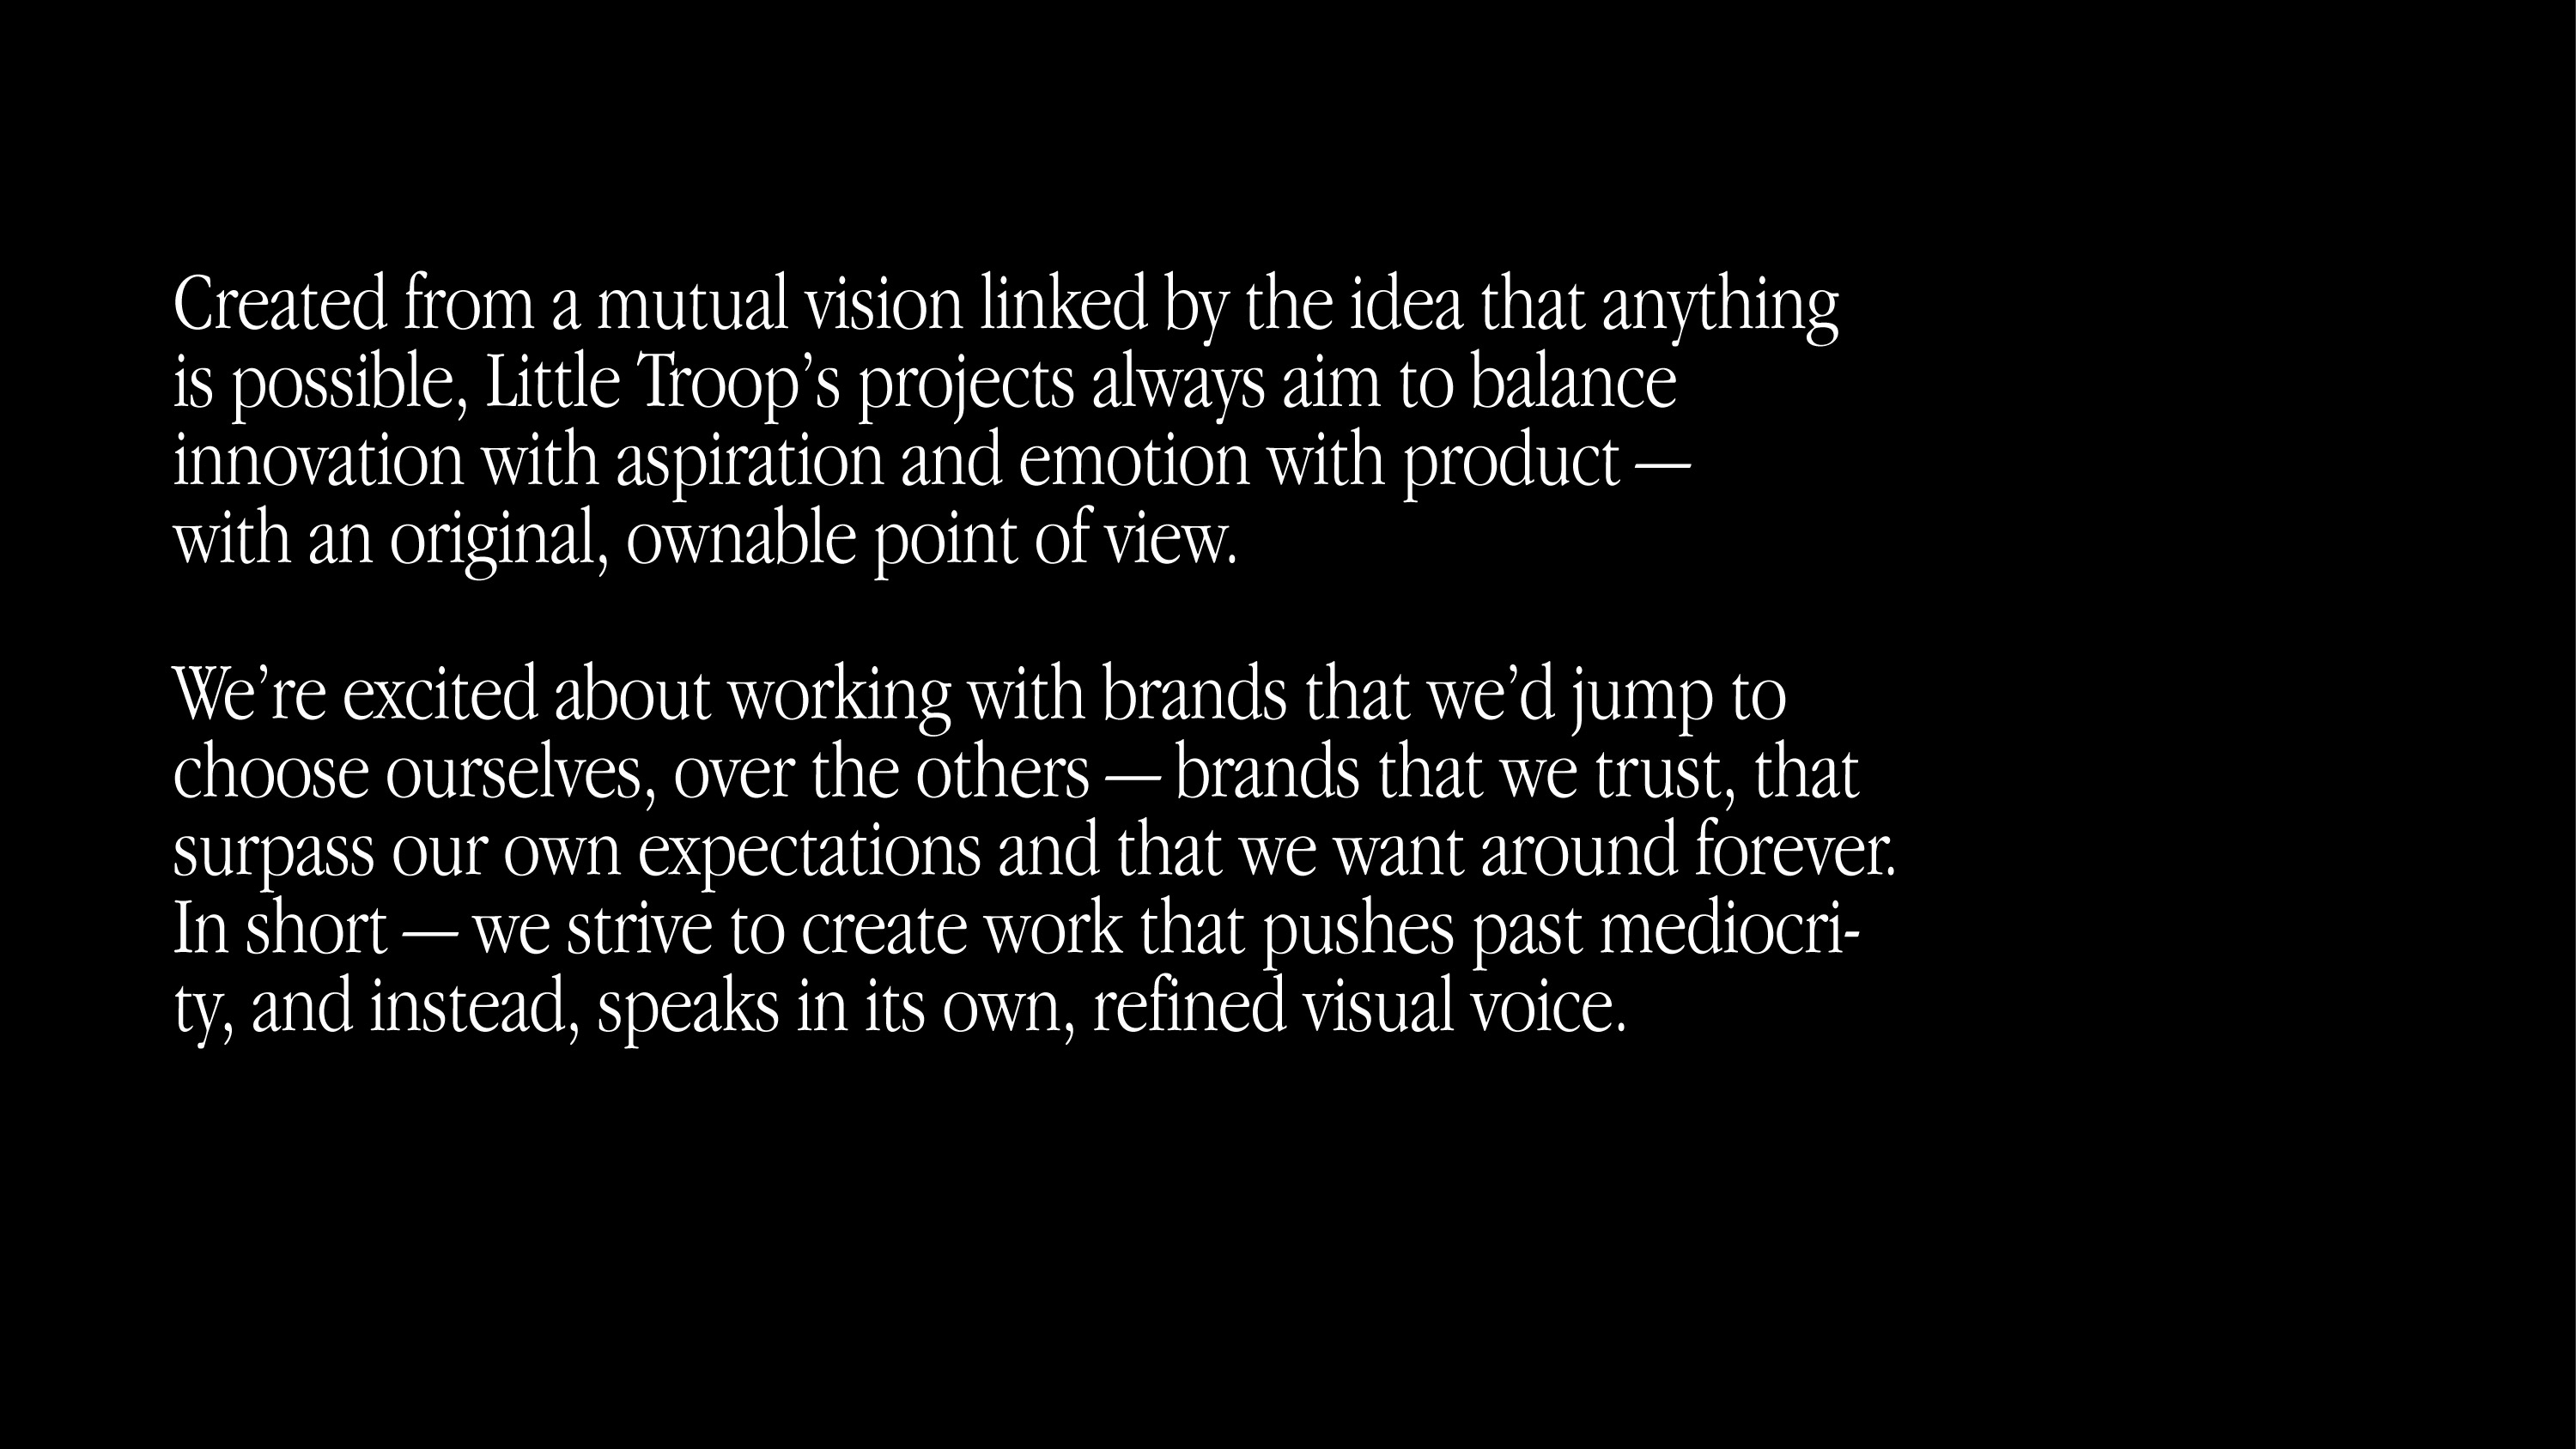 Created from a mutual vision linked by the idea that anything
is possible, Little Troop’s projects always aim to balance
innovation with aspiration and emotion with product —
with an original, ownable point of view.
We’re excited about working with brands that we’d jump to
choose ourselves, over the others — brands that we trust, that
surpass our own expectations and that we want around forever.
In short — we strive to create work that pushes past mediocri-
ty, and instead, speaks in its own, refined visual voice.